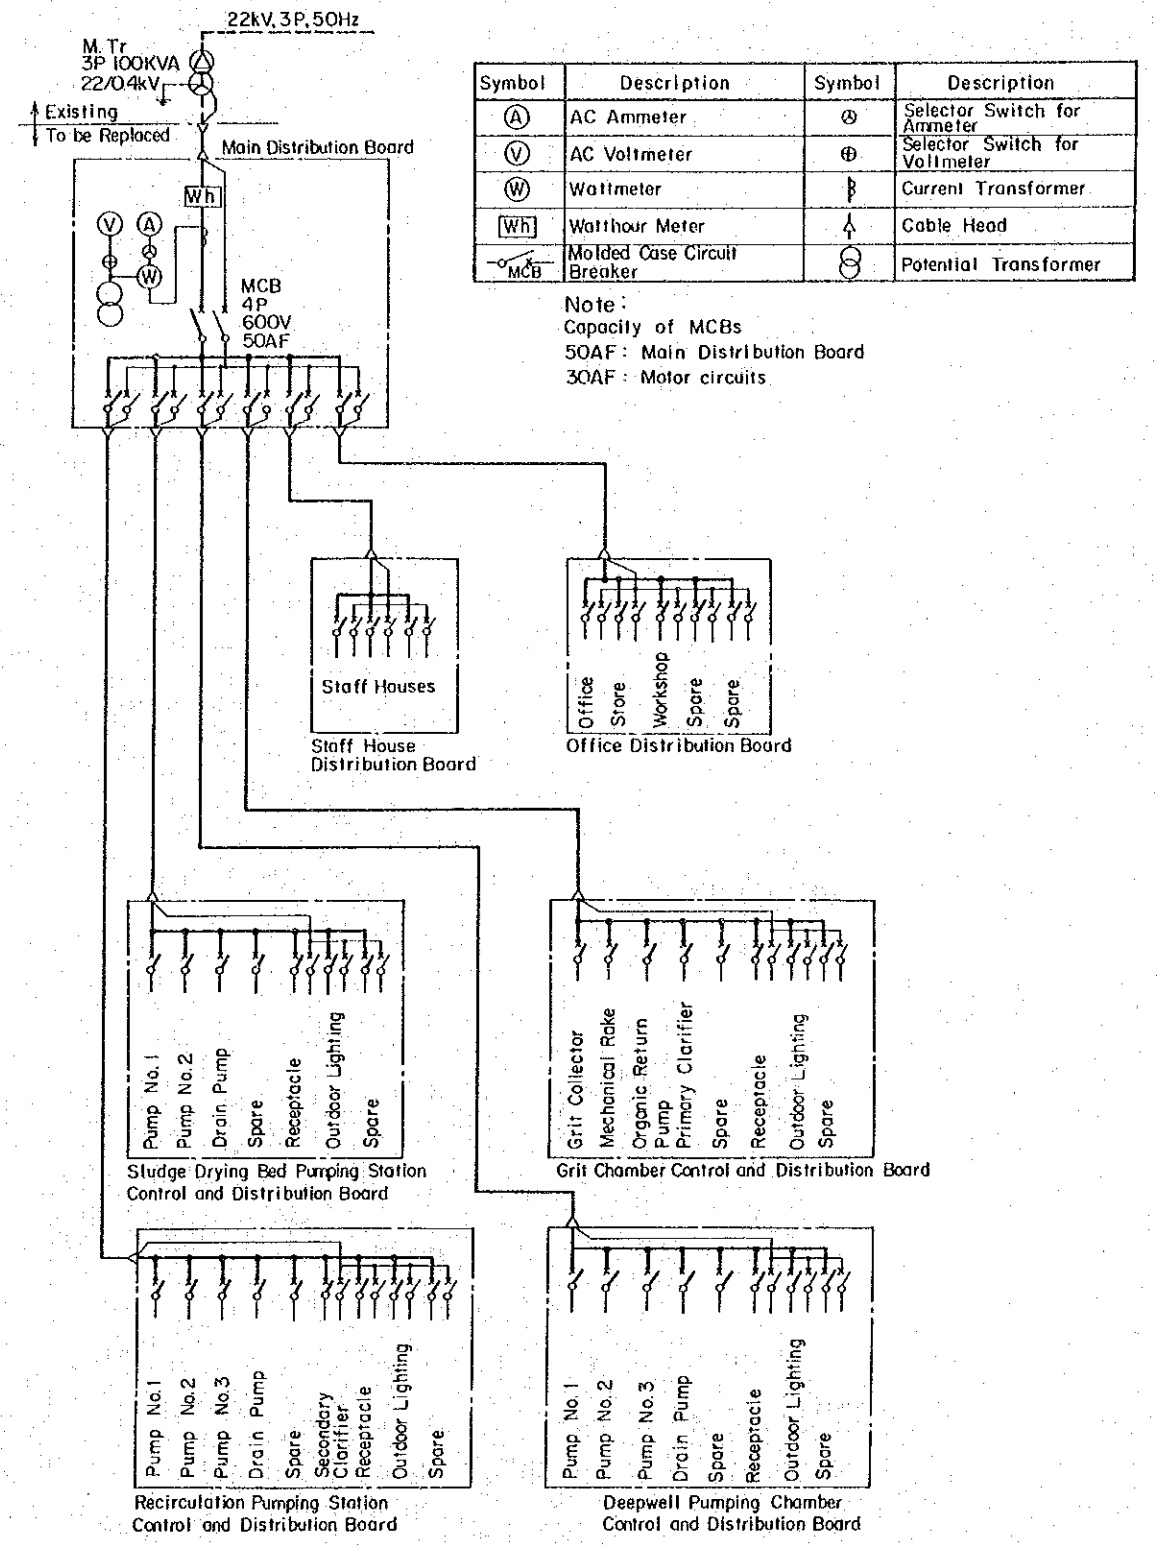 22kV, 3P, 50Hz
M. Tr
3P 100KVA
22/0.4kV
Existing
To be Replaced
Main Distribution Board
Wh
V
A
W
MCB
4P
600V
50AF
Symbol Description Symbol Description
A AC Ammeter Selector Switch for Ammeter
V AC Voltmeter Selector Switch for Voltmeter
W Wattmeter Current Transformer
Wh Watthour Meter Cable Head
MCB Molded Case Circuit Breaker Potential Transformer
Note :
Capacity of MCBs
50AF : Main Distribution Board
30AF : Motor circuits
Staff Houses
Staff House
Distribution Board
Office
Store
Workshop
Spare
Spare
Office Distribution Board
Pump No. 1
Pump No. 2
Drain Pump
Spare
Receptacle
Outdoor Lighting
Spare
Sludge Drying Bed Pumping Station
Control and Distribution Board
Grit Collector
Mechanical Rake
Organic Return
Pump
Primary Clarifier
Spare
Receptacle
Outdoor Lighting
Spare
Grit Chamber Control and Distribution Board
Pump No. 1
Pump No. 2
Pump No. 3
Drain Pump
Spare
Secondary
Clarifier
Receptacle
Outdoor Lighting
Spare
Recirculation Pumping Station
Control and Distribution Board
Pump No. 1
Pump No. 2
Pump No. 3
Drain Pump
Spare
Receptacle
Outdoor Lighting
Spare
Deepwell Pumping Chamber
Control and Distribution Board